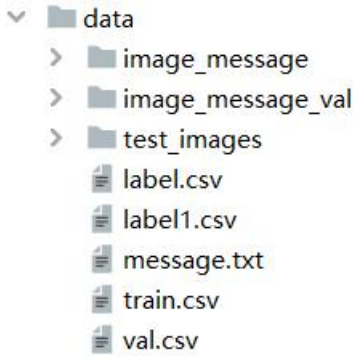 data
image_message
image_message_val
test_images
label.csv
label1.csv
message.txt
train.csv
val.csv